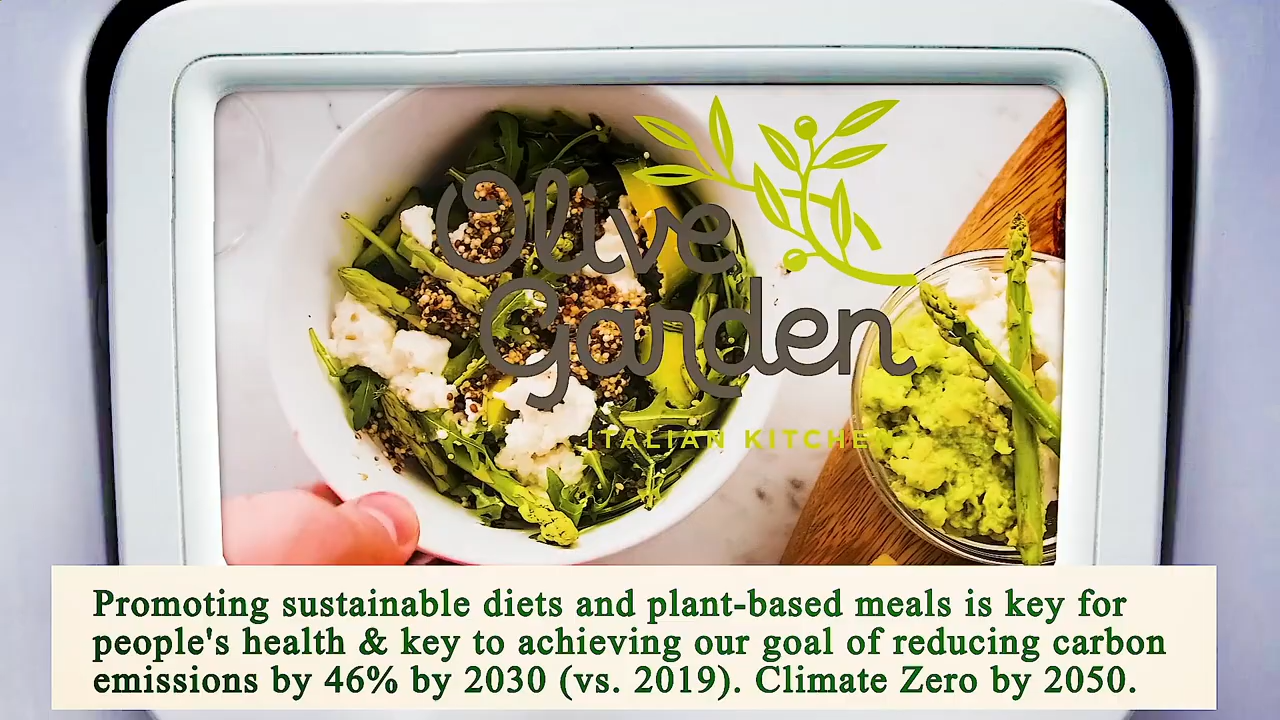 Olive
Garden
ITALIAN KITCHEN
Promoting sustainable diets and plant-based meals is key for
people's health & key to achieving our goal of reducing carbon
emissions by 46% by 2030 (vs. 2019). Climate Zero by 2050.